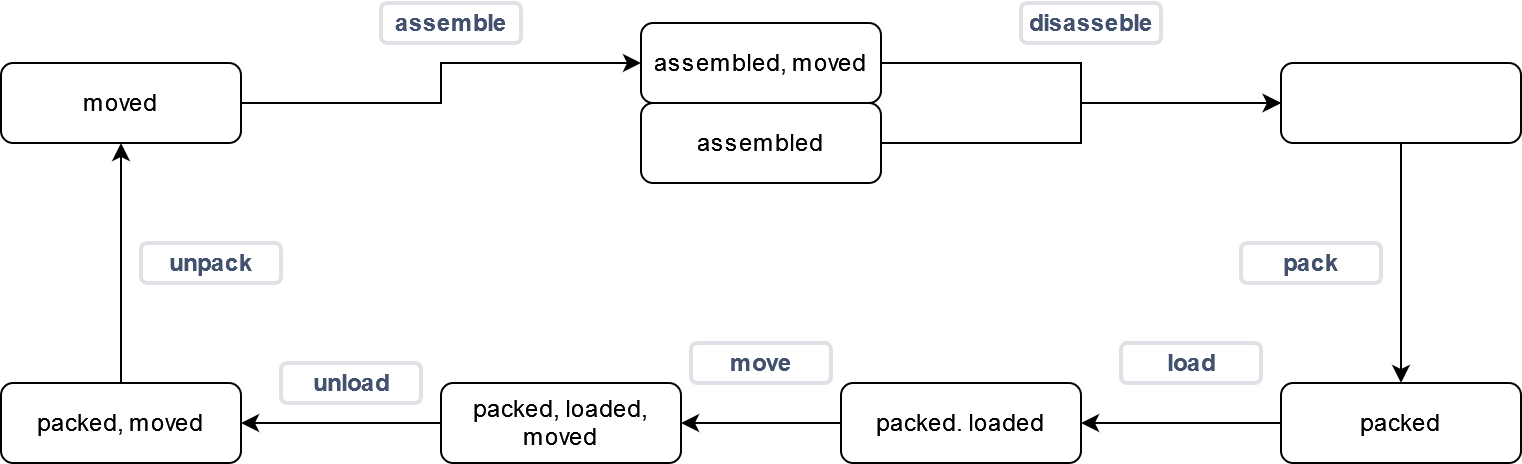 assemble
disasseble
assembled, moved
moved
assembled
unpack
pack
move
load
unload
packed, moved
packed, loaded,
moved
packed. loaded
packed